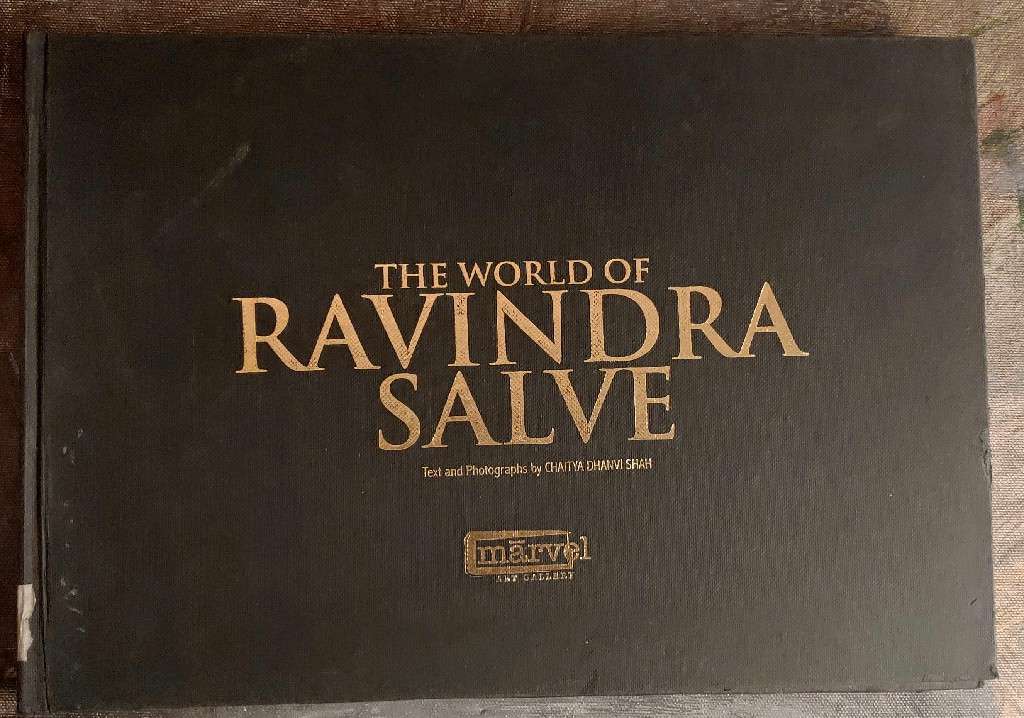 THE WORLD OF
RAVINDRA
SALVE
Text and Photographs by CHAITYA DHANVI SHAH
märvel
ART GALLERY